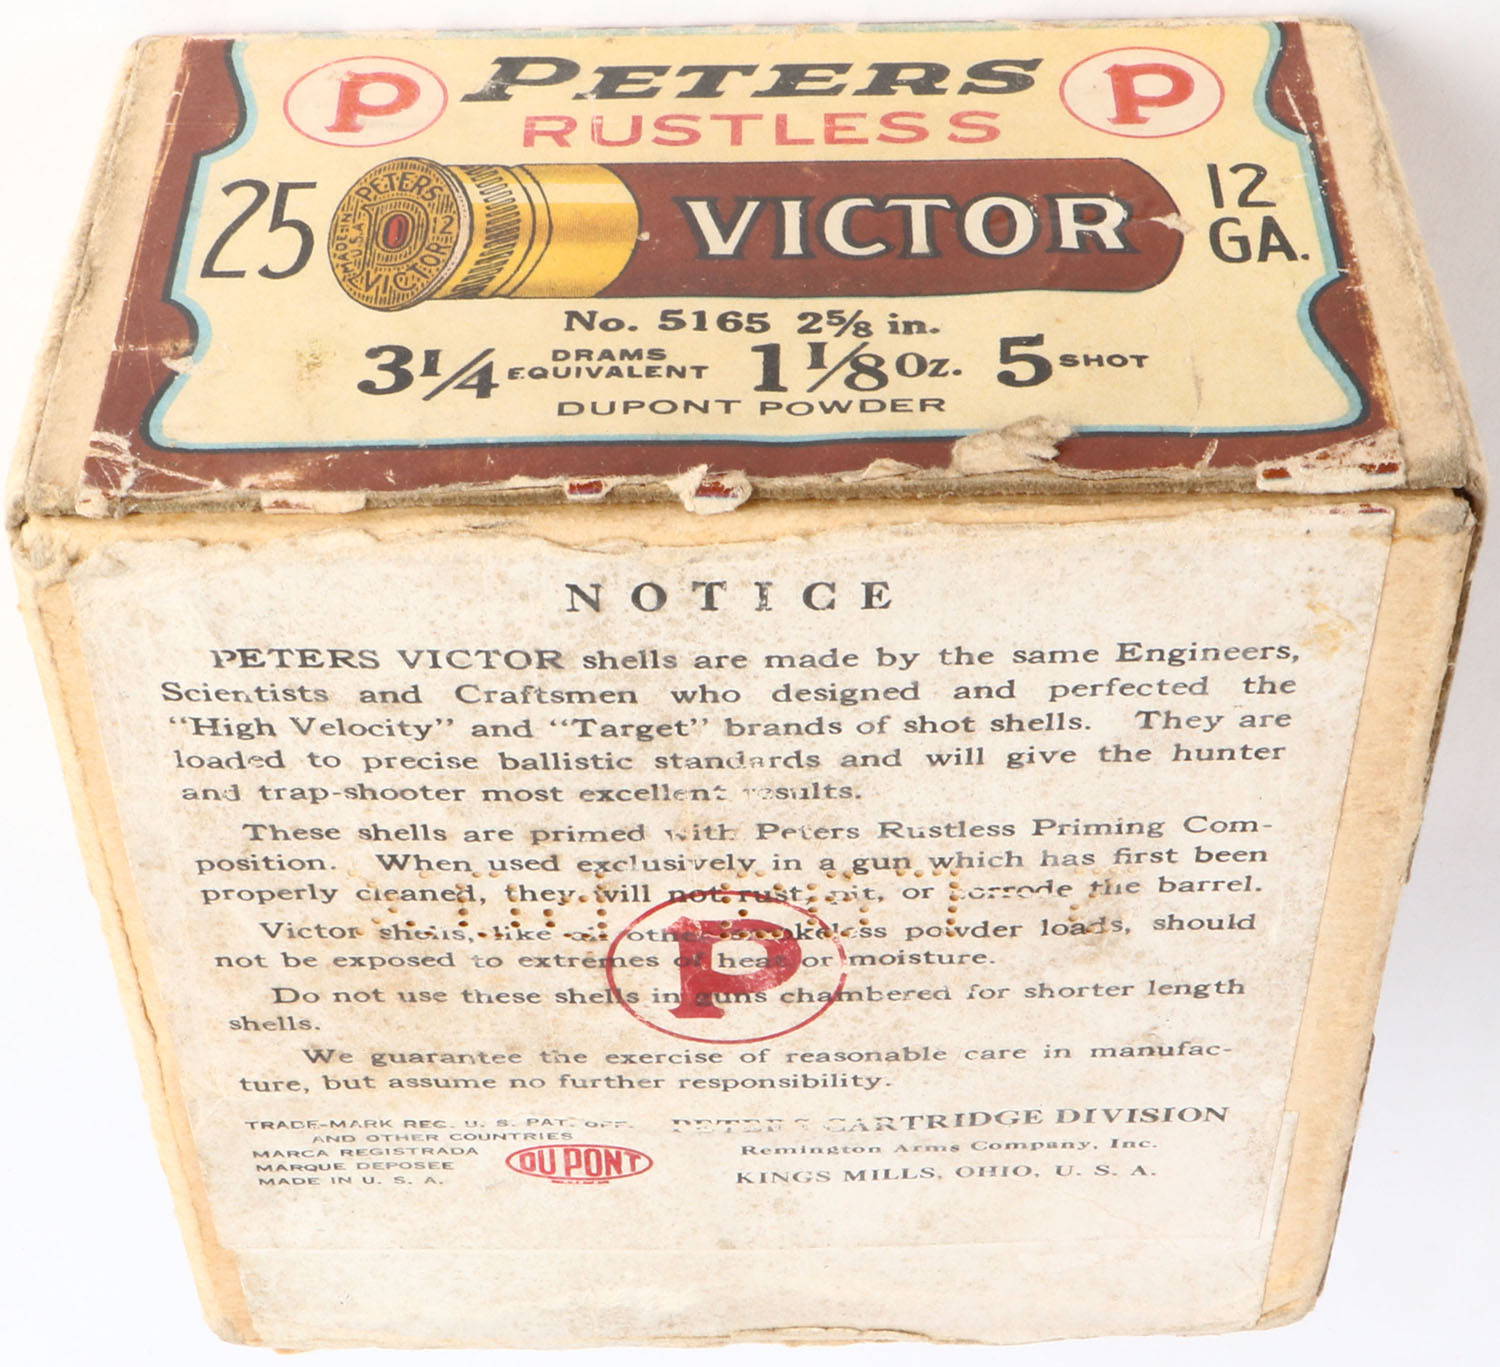 P PETERS P
RUSTLESS
25 PETERS 12 VICTOR MADE IN U.S.A. P VICTOR 12
GA.
No. 5165 2⅝ in.
3 1/4 DRAMS EQUIVALENT 1 1/8 Oz. 5 SHOT
DUPONT POWDER
NOTICE
PETERS VICTOR shells are made by the same Engineers,
Scientists and Craftsmen who designed and perfected the
“High Velocity” and “Target” brands of shot shells. They are
loaded to precise ballistic standards and will give the hunter
and trap-shooter most excellent results.
These shells are primed with Peters Rustless Priming Com-
position. When used exclusively in a gun which has first been
properly cleaned, they will not rust, pit, or corrode the barrel.
Victor shells, like all other smokeless powder loads, should
not be exposed to extremes of heat or moisture.
P
Do not use these shells in guns chambered for shorter length
shells.
We guarantee the exercise of reasonable care in manufac-
ture, but assume no further responsibility.
TRADE-MARK REG. U. S. PAT. OFF.
AND OTHER COUNTRIES
MARCA REGISTRADA
MARQUE DEPOSEE
MADE IN U. S. A.
DU PONT
PETERS CARTRIDGE DIVISION
Remington Arms Company, Inc.
KINGS MILLS, OHIO, U. S. A.